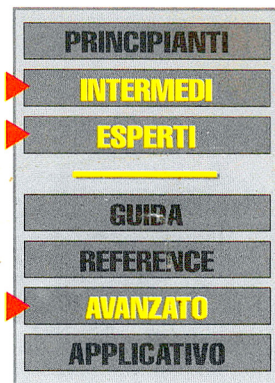 PRINCIPIANTI
INTERMEDI
ESPERTI
GUIDA
REFERENCE
AVANZATO
APPLICATIVO